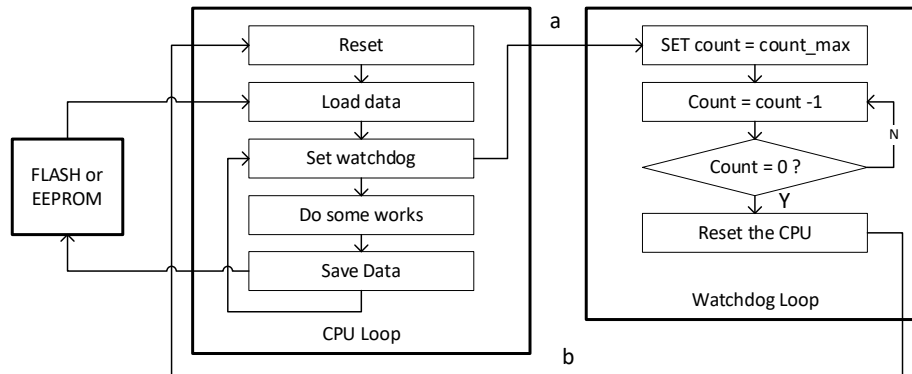 a
Reset
SET count = count_max
Load data
Count = count -1
N
Set watchdog
Count = 0 ?
FLASH or
EEPROM
Do some works
Y
Reset the CPU
Save Data
Watchdog Loop
CPU Loop
b